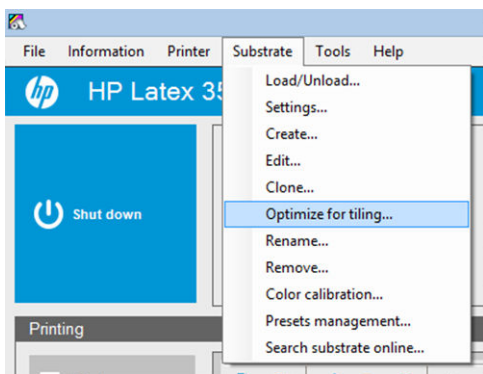 File Information Printer Substrate Tools Help
hp HP Latex 35
Load/Unload...
Settings...
Create...
Edit...
Clone...
Shut down
Optimize for tiling...
Rename...
Remove...
Color calibration...
Printing
Presets management...
Search substrate online...